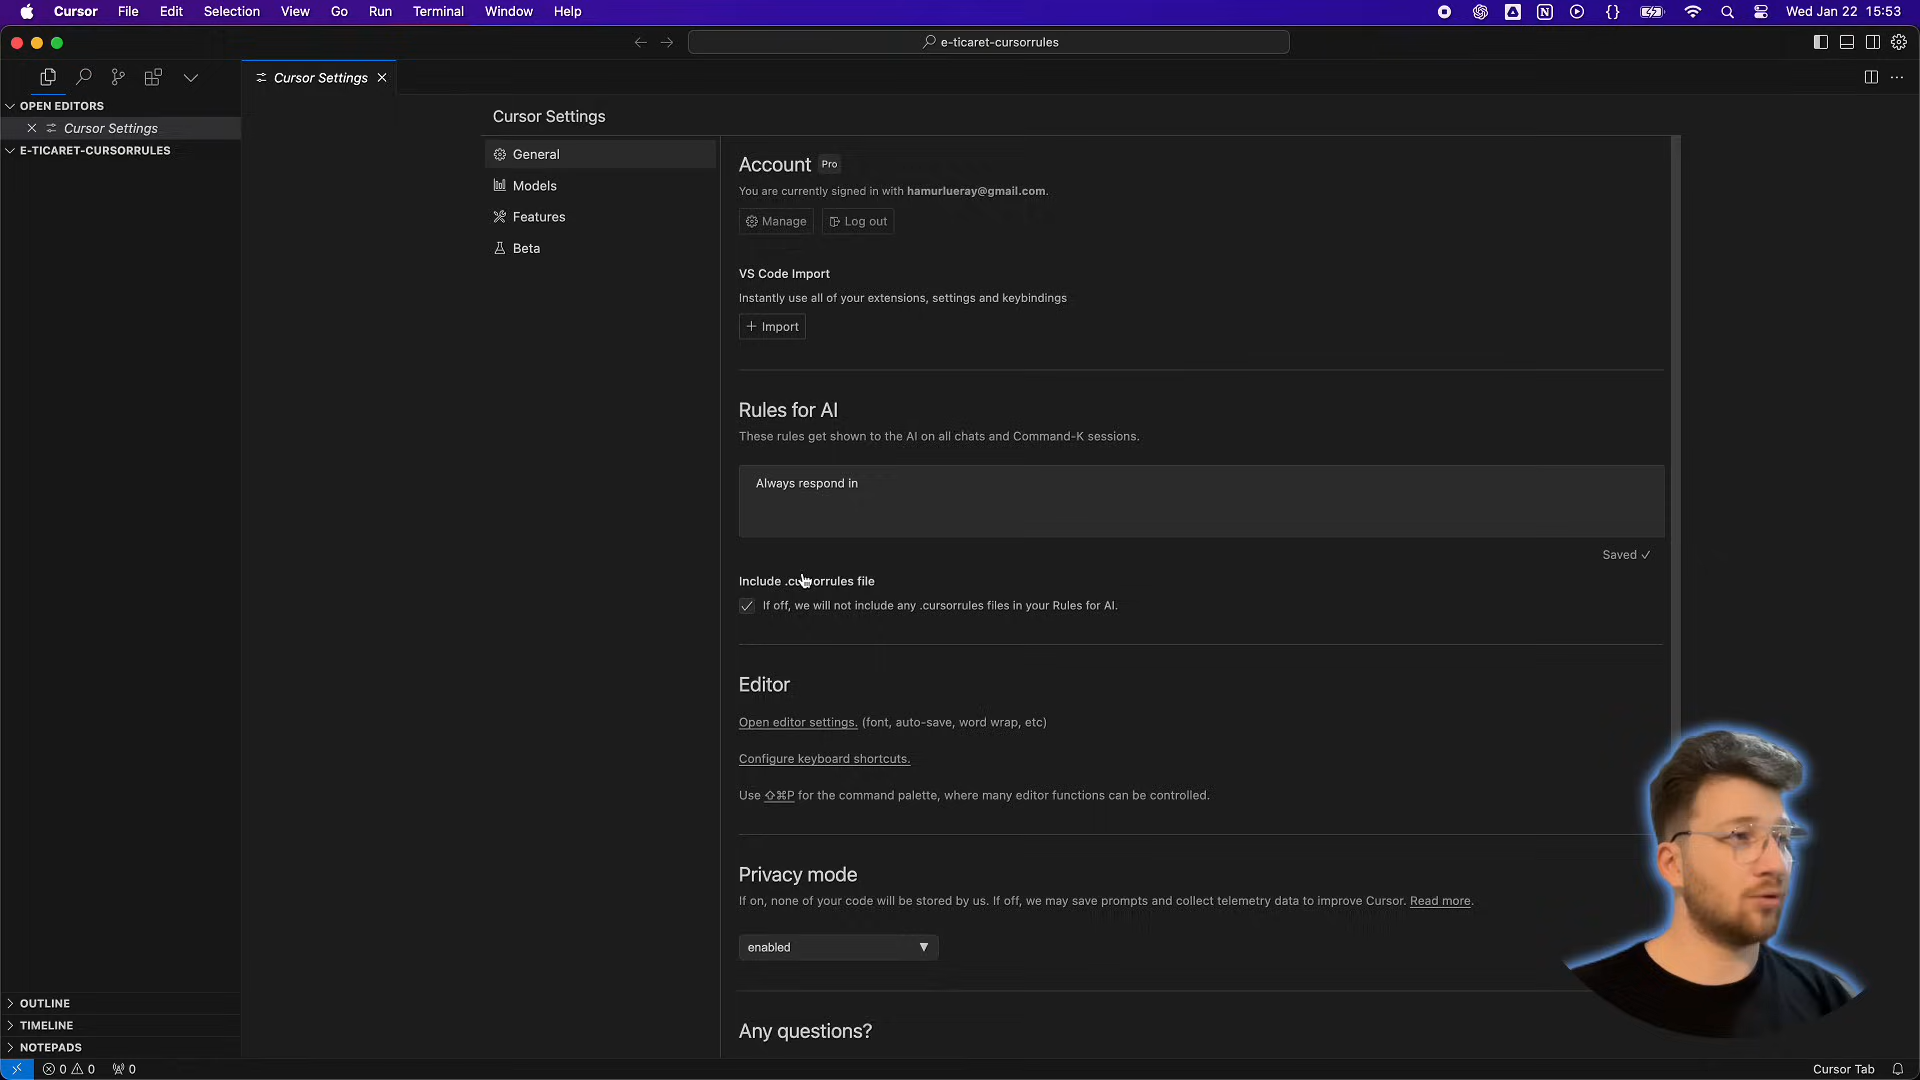 Cursor File Edit Selection View Go Run Terminal Window Help
Wed Jan 22 15:53
e-ticaret-cursorrules
Cursor Settings
OPEN EDITORS
Cursor Settings
E-TICARET-CURSORRULES
Cursor Settings
General
Models
Features
Beta
Account Pro
You are currently signed in with hamurlueray@gmail.com.
Manage Log out
VS Code Import
Instantly use all of your extensions, settings and keybindings
+ Import
Rules for AI
These rules get shown to the AI on all chats and Command-K sessions.
Always respond in
Saved ✓
Include .cursorrules file
If off, we will not include any .cursorrules files in your Rules for AI.
Editor
Open editor settings. (font, auto-save, word wrap, etc)
Configure keyboard shortcuts.
Use ⇧⌘P for the command palette, where many editor functions can be controlled.
Privacy mode
If on, none of your code will be stored by us. If off, we may save prompts and collect telemetry data to improve Cursor. Read more.
enabled
Any questions?
OUTLINE
TIMELINE
NOTEPADS
0 0 0
Cursor Tab